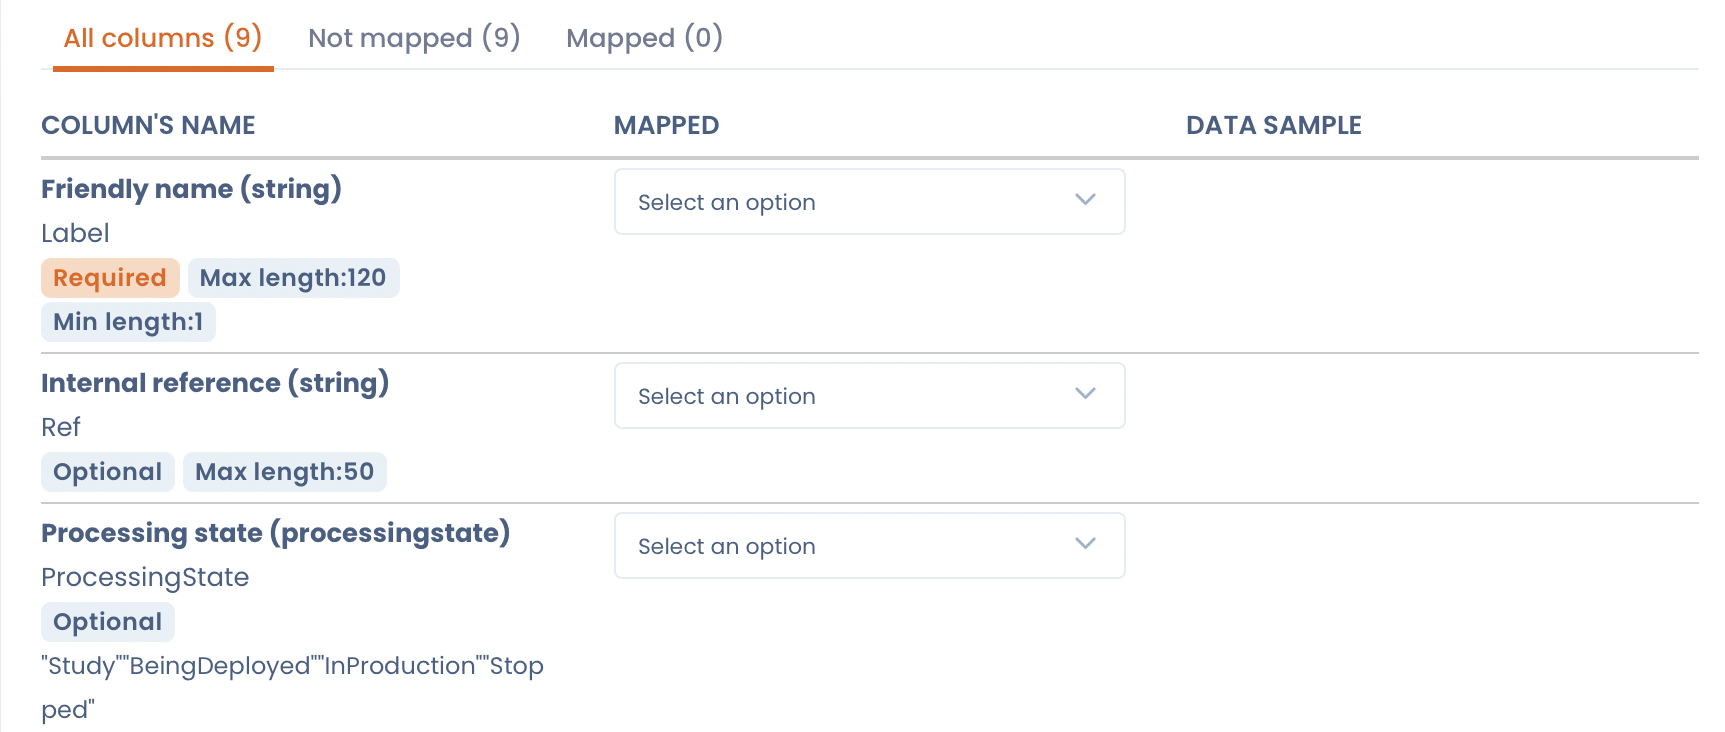 All columns (9) Not mapped (9) Mapped (0)
COLUMN'S NAME MAPPED DATA SAMPLE
Friendly name (string)
Select an option
Label
Required Max length:120
Min length:1
Internal reference (string)
Select an option
Ref
Optional Max length:50
Processing state (processingstate)
Select an option
ProcessingState
Optional
"Study""BeingDeployed""InProduction""Stop
ped"